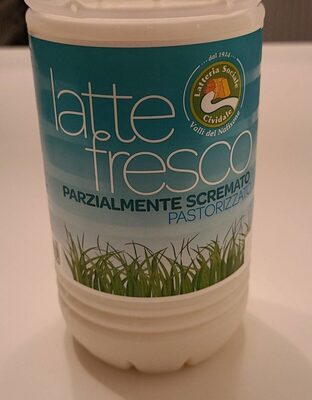 dal 1924
Latteria Sociale
Cividale
Valli del Natisone
latte
fresco
PARZIALMENTE SCREMATO
PASTORIZZATO